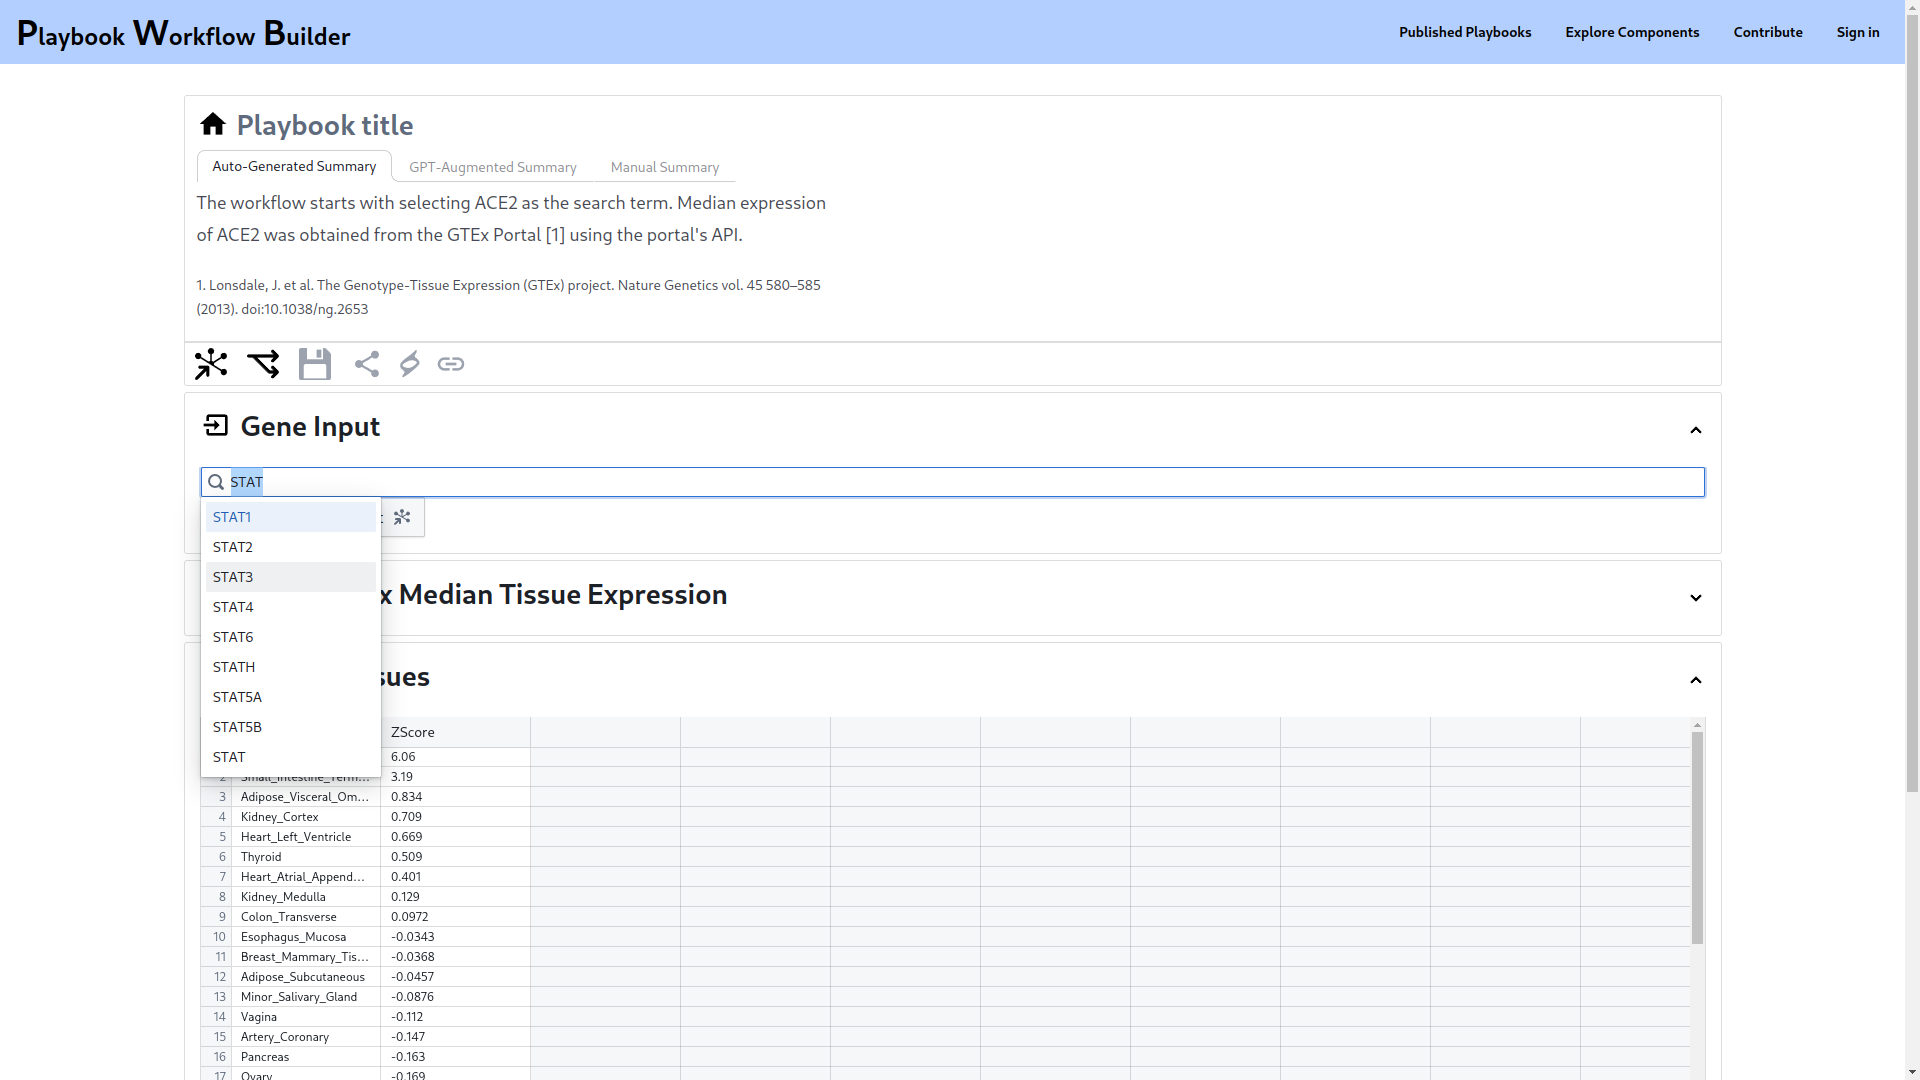 Playbook Workflow Builder
Published Playbooks
Explore Components
Contribute
Sign in
Playbook title
Auto-Generated Summary
GPT-Augmented Summary
Manual Summary
The workflow starts with selecting ACE2 as the search term. Median expression
of ACE2 was obtained from the GTEx Portal [1] using the portal's API.
1. Lonsdale, J. et al. The Genotype-Tissue Expression (GTEx) project. Nature Genetics vol. 45 580–585
(2013). doi:10.1038/ng.2653
Gene Input
STAT
STAT1
STAT2
STAT3
STAT4
STAT6
STATH
STAT5A
STAT5B
STAT
x Median Tissue Expression
sues
ZScore
6.06
2 Small_Intestine_Term... 3.19
3 Adipose_Visceral_Om... 0.834
4 Kidney_Cortex 0.709
5 Heart_Left_Ventricle 0.669
6 Thyroid 0.509
7 Heart_Atrial_Append... 0.401
8 Kidney_Medulla 0.129
9 Colon_Transverse 0.0972
10 Esophagus_Mucosa -0.0343
11 Breast_Mammary_Tis... -0.0368
12 Adipose_Subcutaneous -0.0457
13 Minor_Salivary_Gland -0.0876
14 Vagina -0.112
15 Artery_Coronary -0.147
16 Pancreas -0.163
17 Ovary -0.169